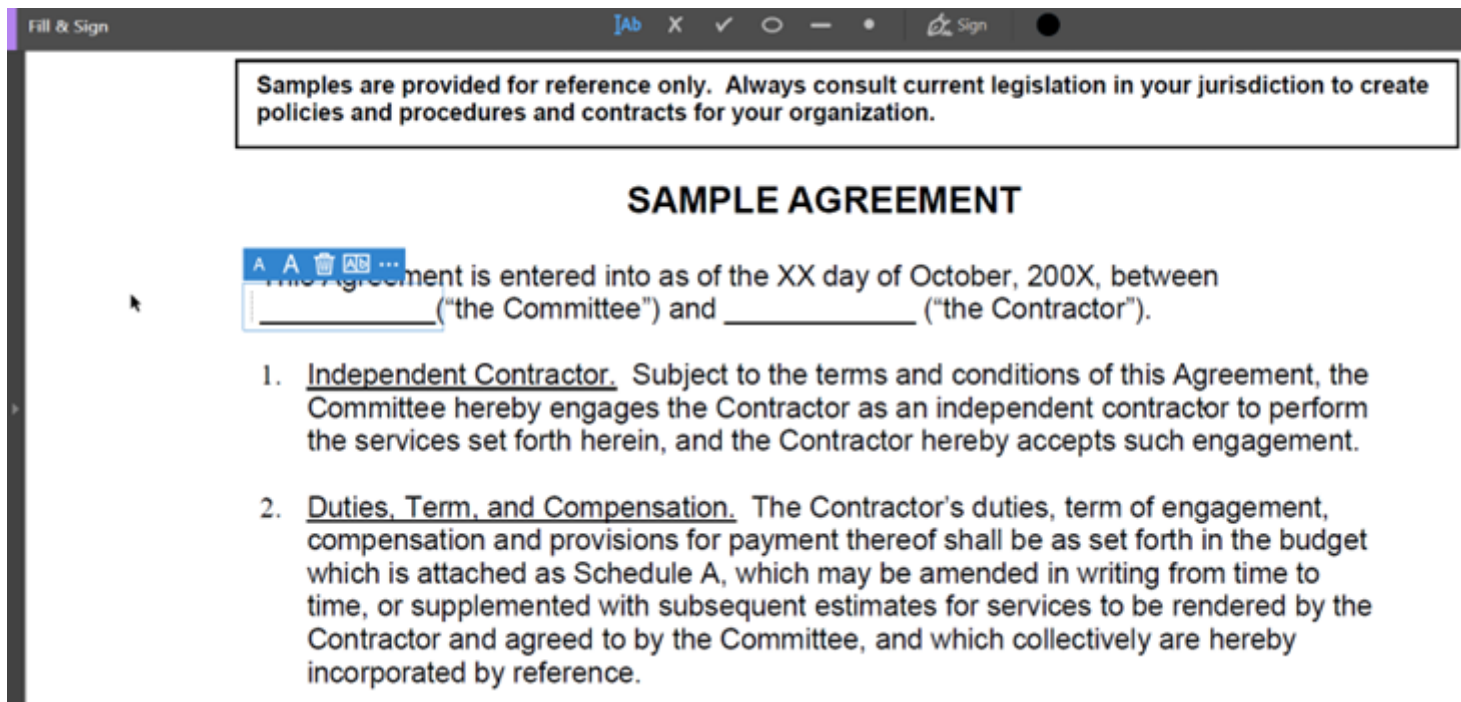 Fill & Sign
Ab
Sign
Samples are provided for reference only. Always consult current legislation in your jurisdiction to create
policies and procedures and contracts for your organization.
SAMPLE AGREEMENT
A A Ab ...
This Agreement is entered into as of the XX day of October, 200X, between
____________(“the Committee”) and _____________ (“the Contractor”).
1. Independent Contractor. Subject to the terms and conditions of this Agreement, the
Committee hereby engages the Contractor as an independent contractor to perform
the services set forth herein, and the Contractor hereby accepts such engagement.
2. Duties, Term, and Compensation. The Contractor’s duties, term of engagement,
compensation and provisions for payment thereof shall be as set forth in the budget
which is attached as Schedule A, which may be amended in writing from time to
time, or supplemented with subsequent estimates for services to be rendered by the
Contractor and agreed to by the Committee, and which collectively are hereby
incorporated by reference.